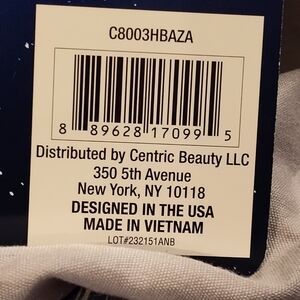 C8003HBAZA
8 89628 17099 5
Distributed by Centric Beauty LLC
350 5th Avenue
New York, NY 10118
DESIGNED IN THE USA
MADE IN VIETNAM
LOT#232151ANB